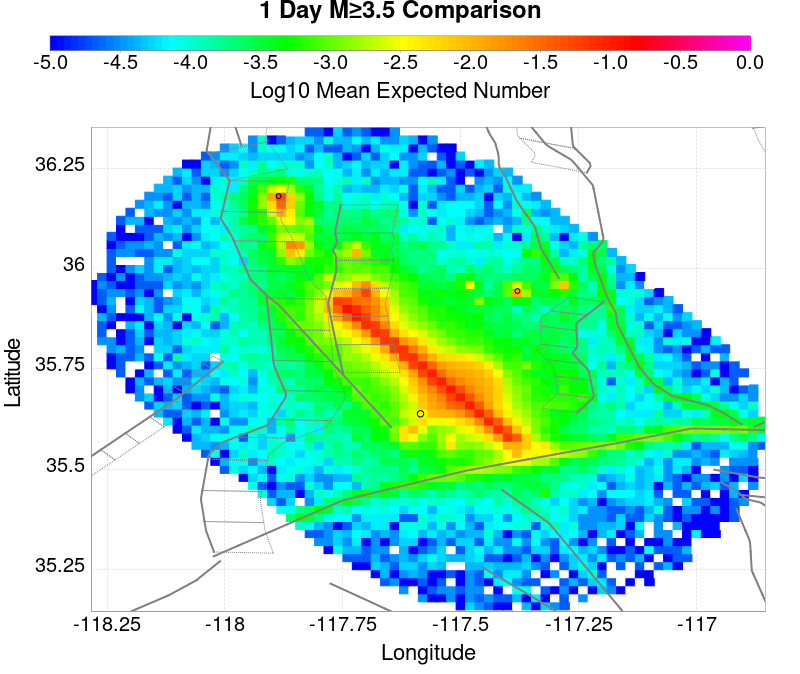 1 Day M≥3.5 Comparison
-5.0 -4.5 -4.0 -3.5 -3.0 -2.5 -2.0 -1.5 -1.0 -0.5 0.0
Log10 Mean Expected Number
36.25
36
35.75
35.5
35.25
Latitude
-118.25 -118 -117.75 -117.5 -117.25 -117
Longitude